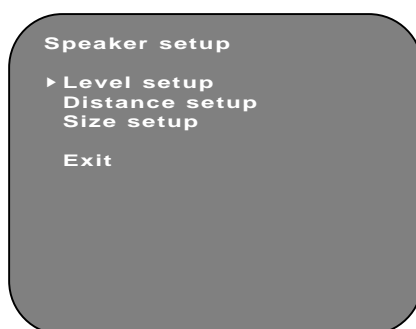 Speaker setup
Level setup
Distance setup
Size setup
Exit